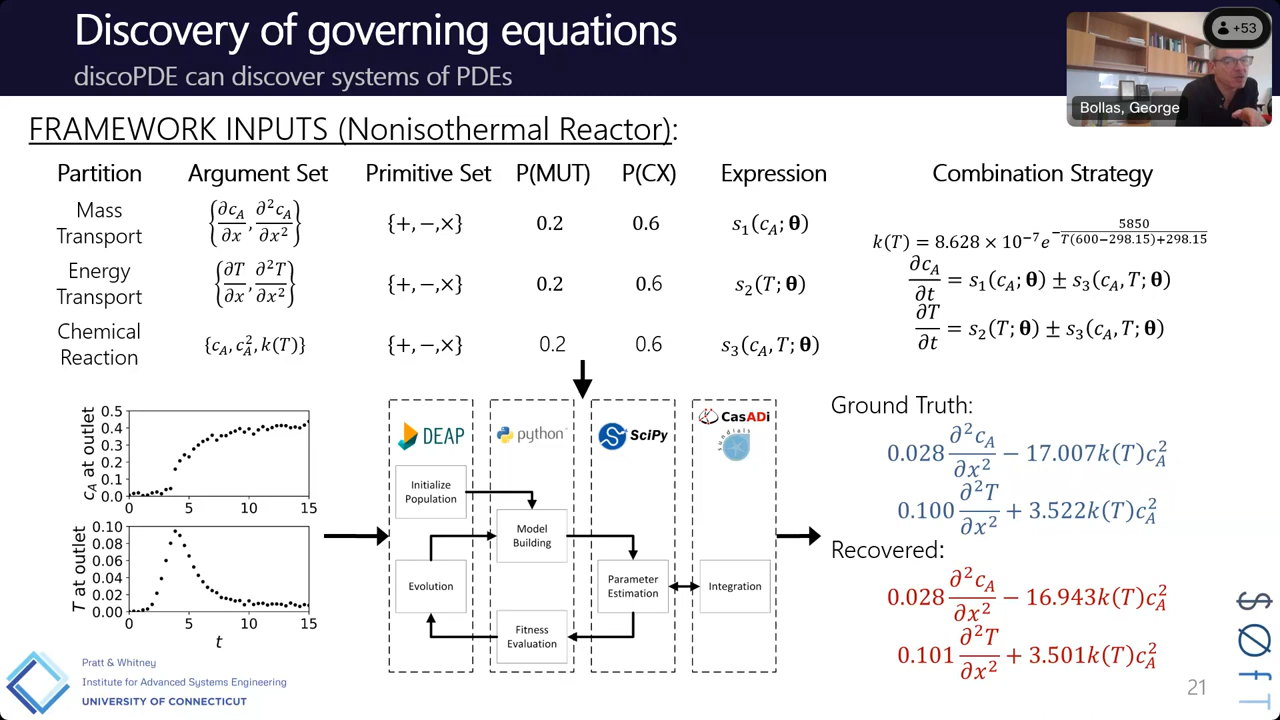 Discovery of governing equations
discoPDE can discover systems of PDEs
+53
Bollas, George
FRAMEWORK INPUTS (Nonisothermal Reactor):
Partition Argument Set Primitive Set P(MUT) P(CX) Expression Combination Strategy
Mass Transport {∂c_A/∂x, ∂²c_A/∂x²} {+,−,×} 0.2 0.6 s₁(c_A; θ)
Energy Transport {∂T/∂x, ∂²T/∂x²} {+,−,×} 0.2 0.6 s₂(T; θ)
Chemical Reaction {c_A, c_A², k(T)} {+,−,×} 0.2 0.6 s₃(c_A, T; θ)
k(T) = 8.628 × 10⁻⁷e^(−5850/(T(600−298.15)+298.15))
∂c_A/∂t = s₁(c_A; θ) ± s₃(c_A, T; θ)
∂T/∂t = s₂(T; θ) ± s₃(c_A, T; θ)
c_A at outlet
0.5
0.4
0.3
0.2
0.1
0.0
0 5 10 15
T at outlet
0.10
0.08
0.06
0.04
0.02
0.00
0 5 10 15
t
DEAP
python
SciPy
CasADi
sundials
Initialize Population
Model Building
Evolution
Parameter Estimation
Integration
Fitness Evaluation
Ground Truth:
0.028 ∂²c_A/∂x² − 17.007k(T)c_A²
0.100 ∂²T/∂x² + 3.522k(T)c_A²
Recovered:
0.028 ∂²c_A/∂x² − 16.943k(T)c_A²
0.101 ∂²T/∂x² + 3.501k(T)c_A²
Pratt & Whitney
Institute for Advanced Systems Engineering
UNIVERSITY OF CONNECTICUT
21